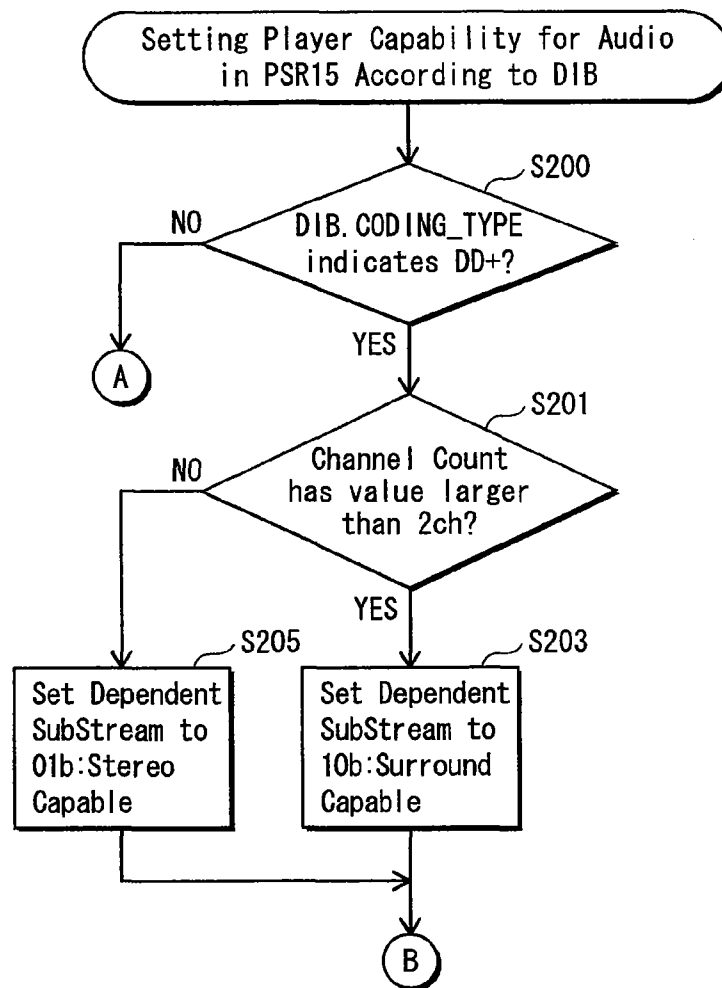 Setting Player Capability for Audio
in PSR15 According to DIB
S200
NO
DIB.CODING_TYPE
indicates DD+?
YES
A
S201
NO
Channel Count
has value larger
than 2ch?
YES
S205
Set Dependent
SubStream to
01b:Stereo
Capable
S203
Set Dependent
SubStream to
10b:Surround
Capable
B